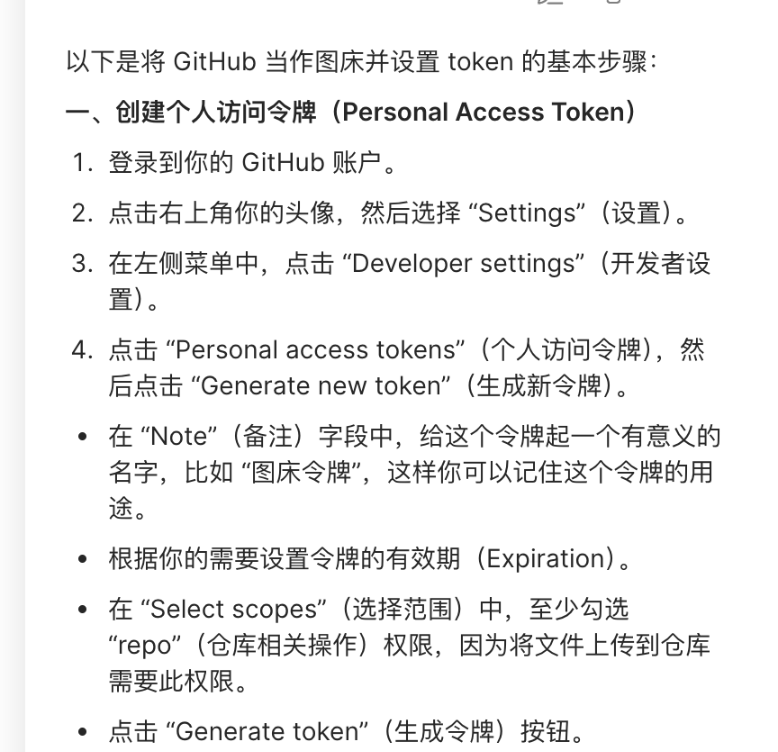 以下是将 GitHub 当作图床并设置 token 的基本步骤：
一、创建个人访问令牌（Personal Access Token）
1. 登录到你的 GitHub 账户。
2. 点击右上角你的头像，然后选择 “Settings”（设置）。
3. 在左侧菜单中，点击 “Developer settings”（开发者设
置）。
4. 点击 “Personal access tokens”（个人访问令牌），然
后点击 “Generate new token”（生成新令牌）。
• 在 “Note”（备注）字段中，给这个令牌起一个有意义的
名字，比如 “图床令牌”，这样你可以记住这个令牌的用
途。
• 根据你的需要设置令牌的有效期（Expiration）。
• 在 “Select scopes”（选择范围）中，至少勾选
“repo”（仓库相关操作）权限，因为将文件上传到仓库
需要此权限。
• 点击 “Generate token”（生成令牌）按钮。